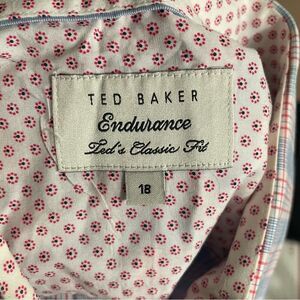 TED BAKER
Endurance
Ted's Classic Fit
18